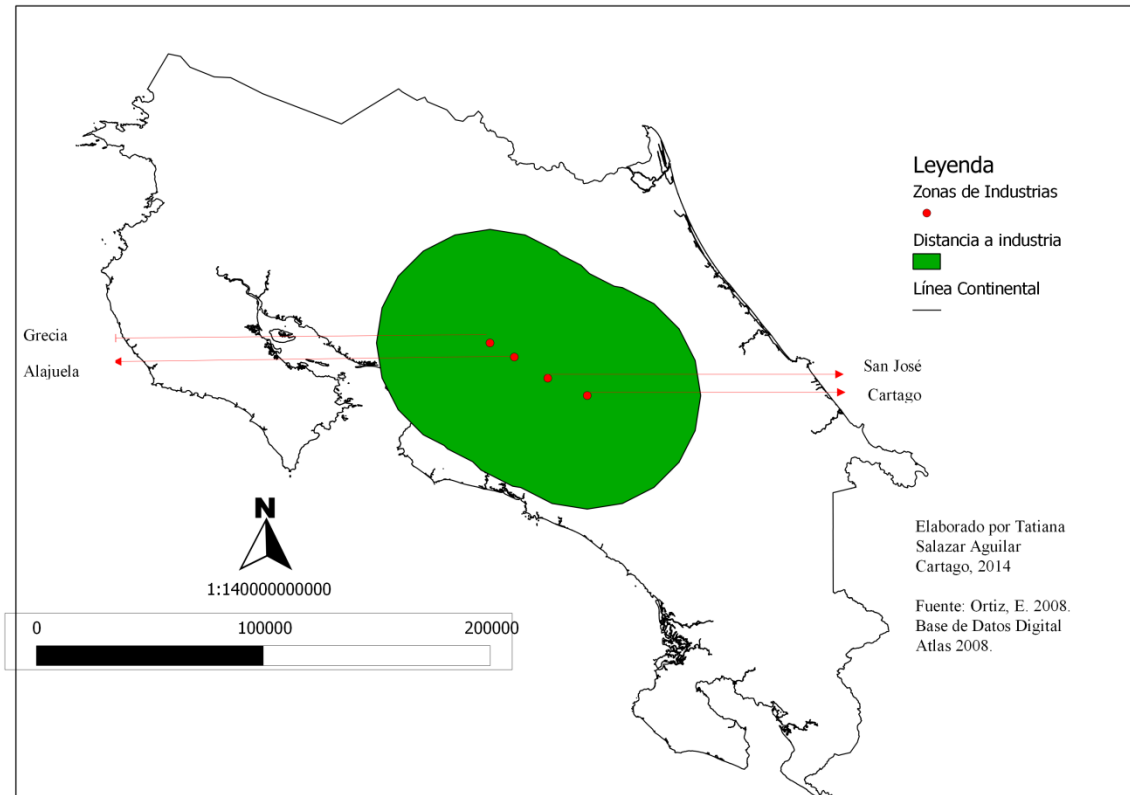 Leyenda
Zonas de Industrias
Distancia a industria
Línea Continental
Grecia
Alajuela
San José
Cartago
N
1:140000000000
0 100000 200000
Elaborado por Tatiana
Salazar Aguilar
Cartago, 2014
Fuente: Ortiz, E. 2008.
Base de Datos Digital
Atlas 2008.